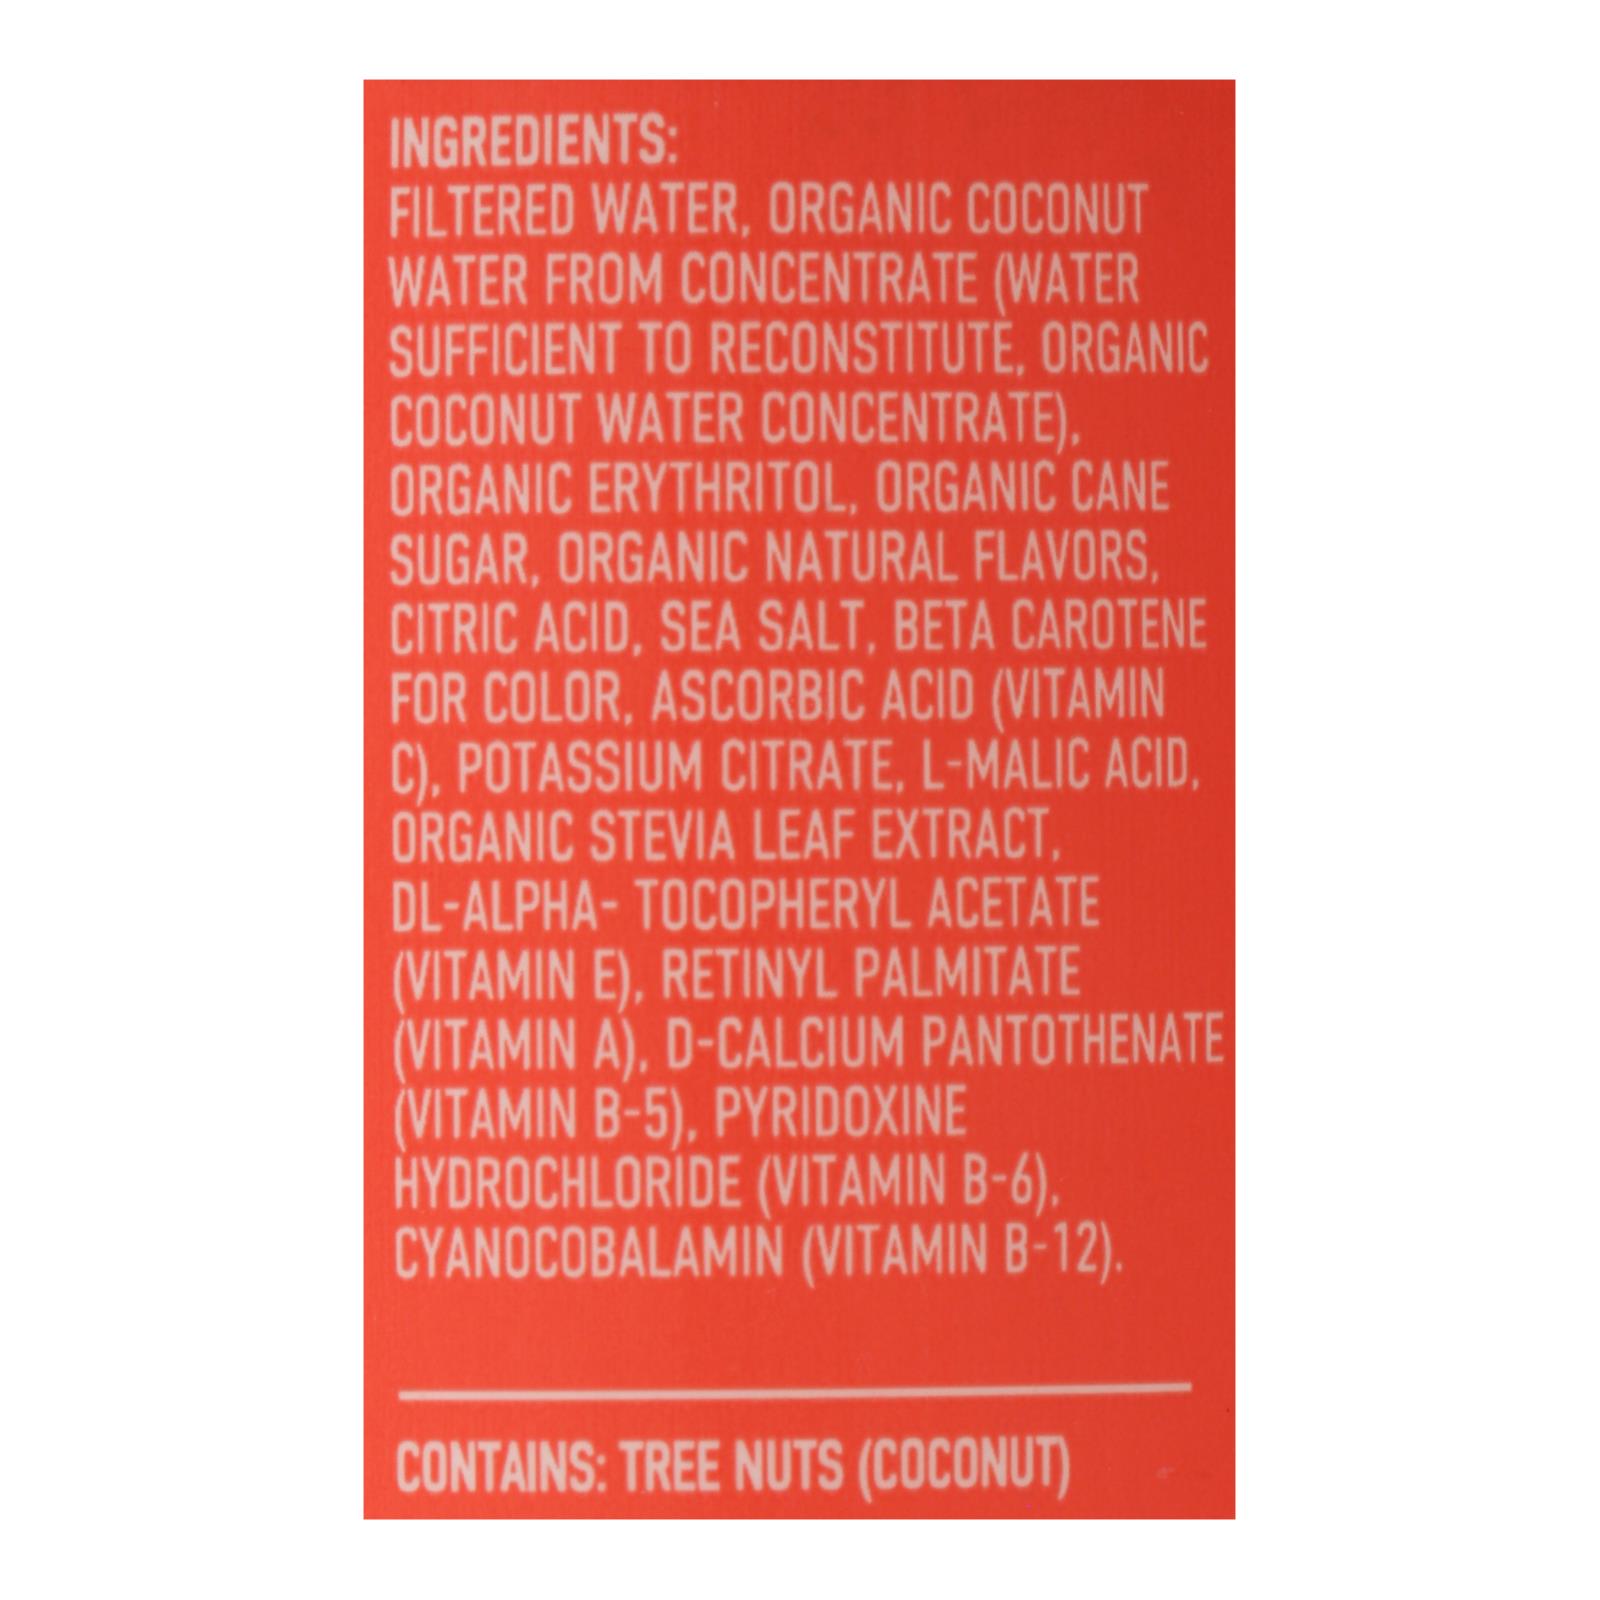 INGREDIENTS:
FILTERED WATER, ORGANIC COCONUT
WATER FROM CONCENTRATE (WATER
SUFFICIENT TO RECONSTITUTE, ORGANIC
COCONUT WATER CONCENTRATE),
ORGANIC ERYTHRITOL, ORGANIC CANE
SUGAR, ORGANIC NATURAL FLAVORS,
CITRIC ACID, SEA SALT, BETA CAROTENE
FOR COLOR, ASCORBIC ACID (VITAMIN
C), POTASSIUM CITRATE, L-MALIC ACID,
ORGANIC STEVIA LEAF EXTRACT,
DL-ALPHA- TOCOPHERYL ACETATE
(VITAMIN E), RETINYL PALMITATE
(VITAMIN A), D-CALCIUM PANTOTHENATE
(VITAMIN B-5), PYRIDOXINE
HYDROCHLORIDE (VITAMIN B-6),
CYANOCOBALAMIN (VITAMIN B-12).
CONTAINS: TREE NUTS (COCONUT)